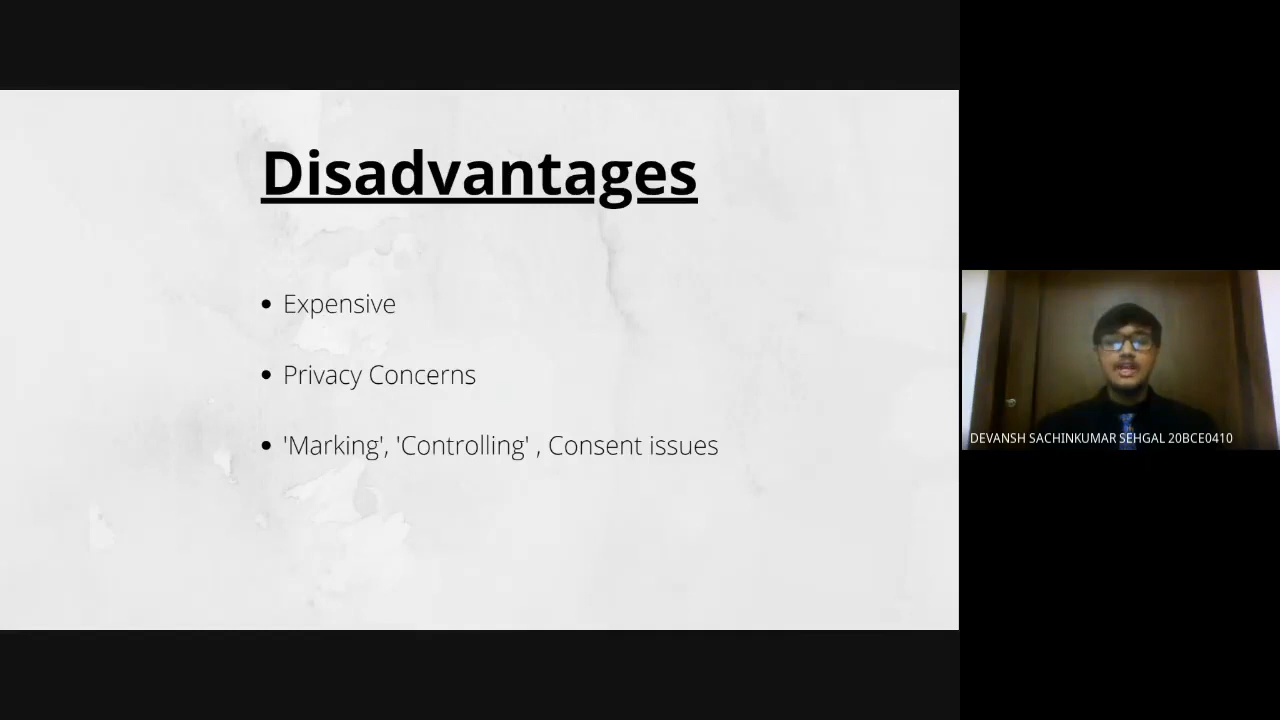 Disadvantages
• Expensive
• Privacy Concerns
• 'Marking', 'Controlling' , Consent issues
DEVANSH SACHINKUMAR SEHGAL 20BCE0410